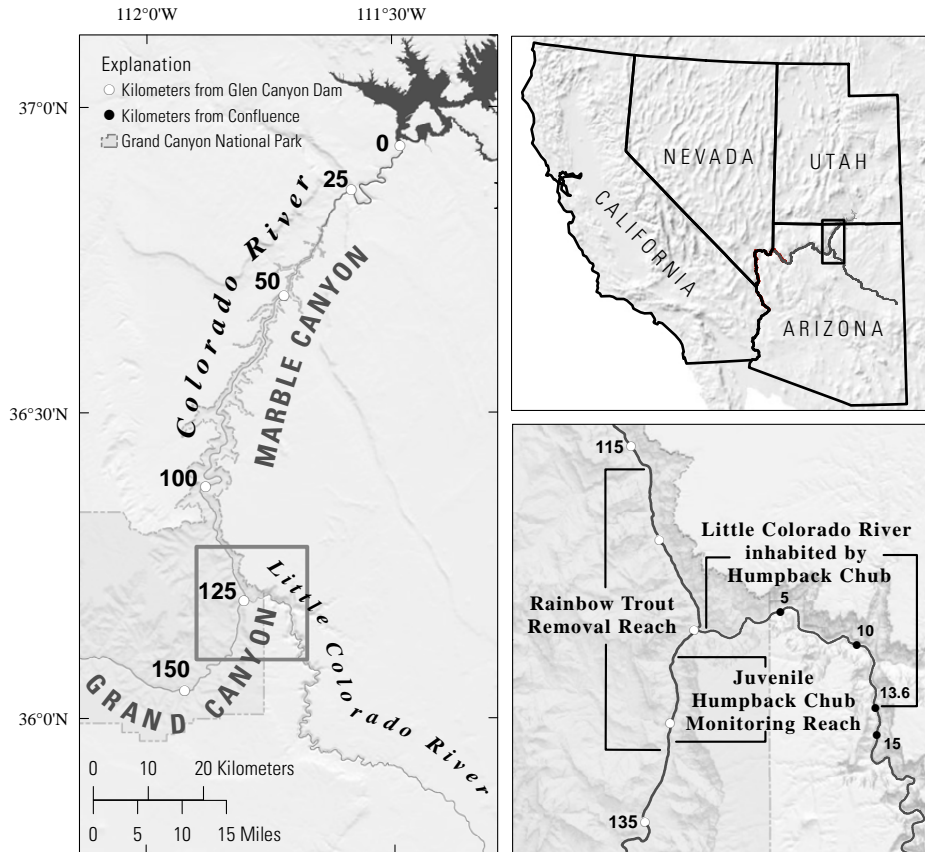 112°0'W
111°30'W
37°0'N
36°30'N
36°0'N
Explanation
Kilometers from Glen Canyon Dam
Kilometers from Confluence
Grand Canyon National Park
0
25
50
100
125
150
Colorado River
MARBLE CANYON
Little Colorado River
GRAND CANYON
0 10 20 Kilometers
0 5 10 15 Miles
NEVADA
UTAH
CALIFORNIA
ARIZONA
115
Little Colorado River
inhabited by
Humpback Chub
5
Rainbow Trout
Removal Reach
10
Juvenile
Humpback Chub
Monitoring Reach
13.6
15
135